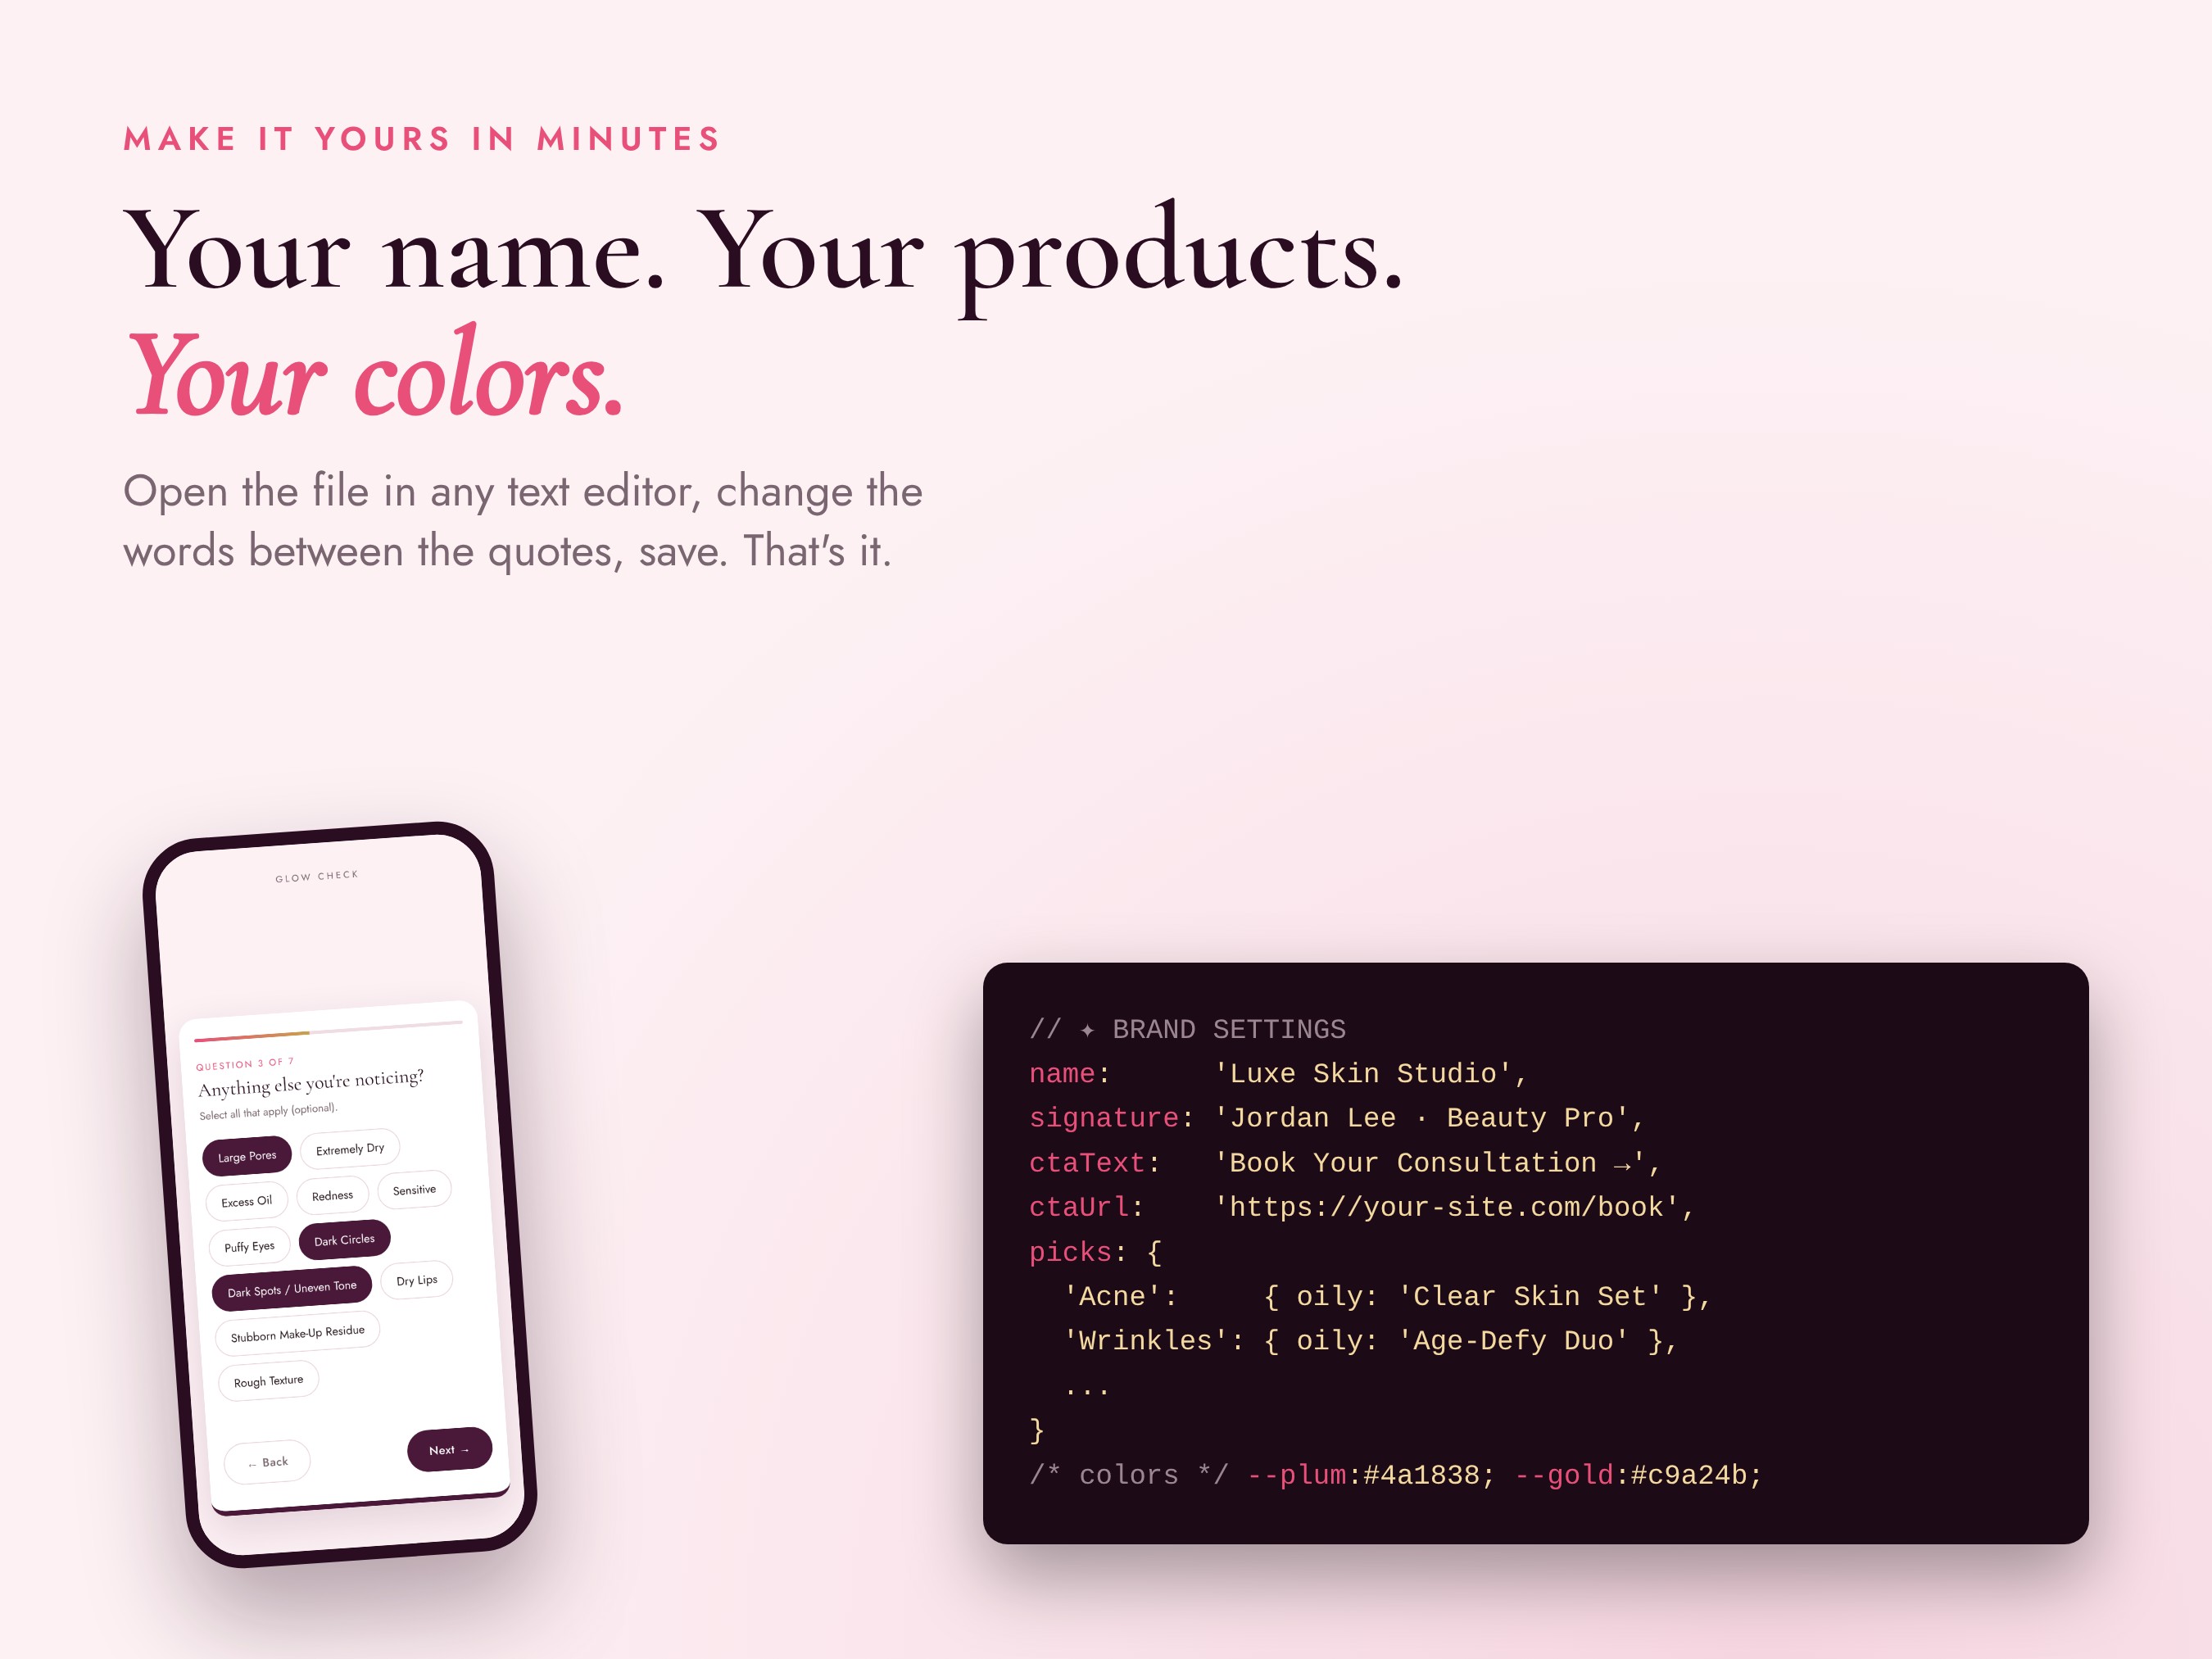 MAKE IT YOURS IN MINUTES
Your name. Your products.
Your colors.
Open the file in any text editor, change the
words between the quotes, save. That's it.
GLOW CHECK
QUESTION 3 OF 7
Anything else you're noticing?
Select all that apply (optional).
Large Pores
Extremely Dry
Excess Oil
Redness
Sensitive
Puffy Eyes
Dark Circles
Dark Spots / Uneven Tone
Dry Lips
Stubborn Make-Up Residue
Rough Texture
← Back
Next →
// ✦ BRAND SETTINGS
name:      'Luxe Skin Studio',
signature: 'Jordan Lee · Beauty Pro',
ctaText:   'Book Your Consultation →',
ctaUrl:    'https://your-site.com/book',
picks: {
  'Acne':     { oily: 'Clear Skin Set' },
  'Wrinkles': { oily: 'Age-Defy Duo' },
  ...
}
/* colors */ --plum:#4a1838; --gold:#c9a24b;